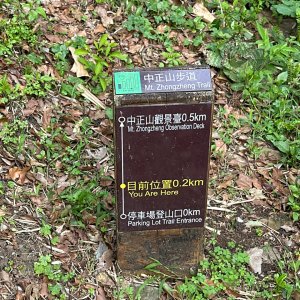 中正山步道
Mt. Zhongzheng Trail
中正山觀景臺0.5km
Mt. Zhongzheng Observation Deck
目前位置0.2km
You Are Here
停車場登山口0km
Parking Lot Trail Entrance